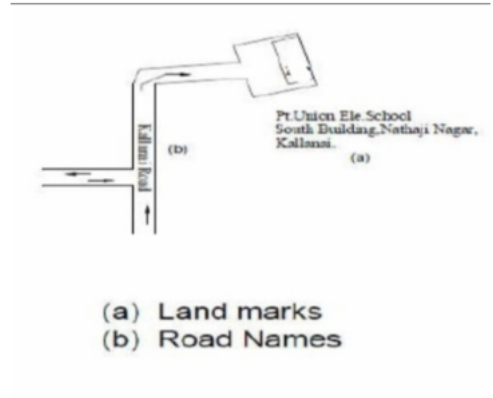 Pt.Union Ele.School
South Building,Nathaji Nagar,
Kallanai.
(a)
Kallanai Road
(b)
(a) Land marks
(b) Road Names